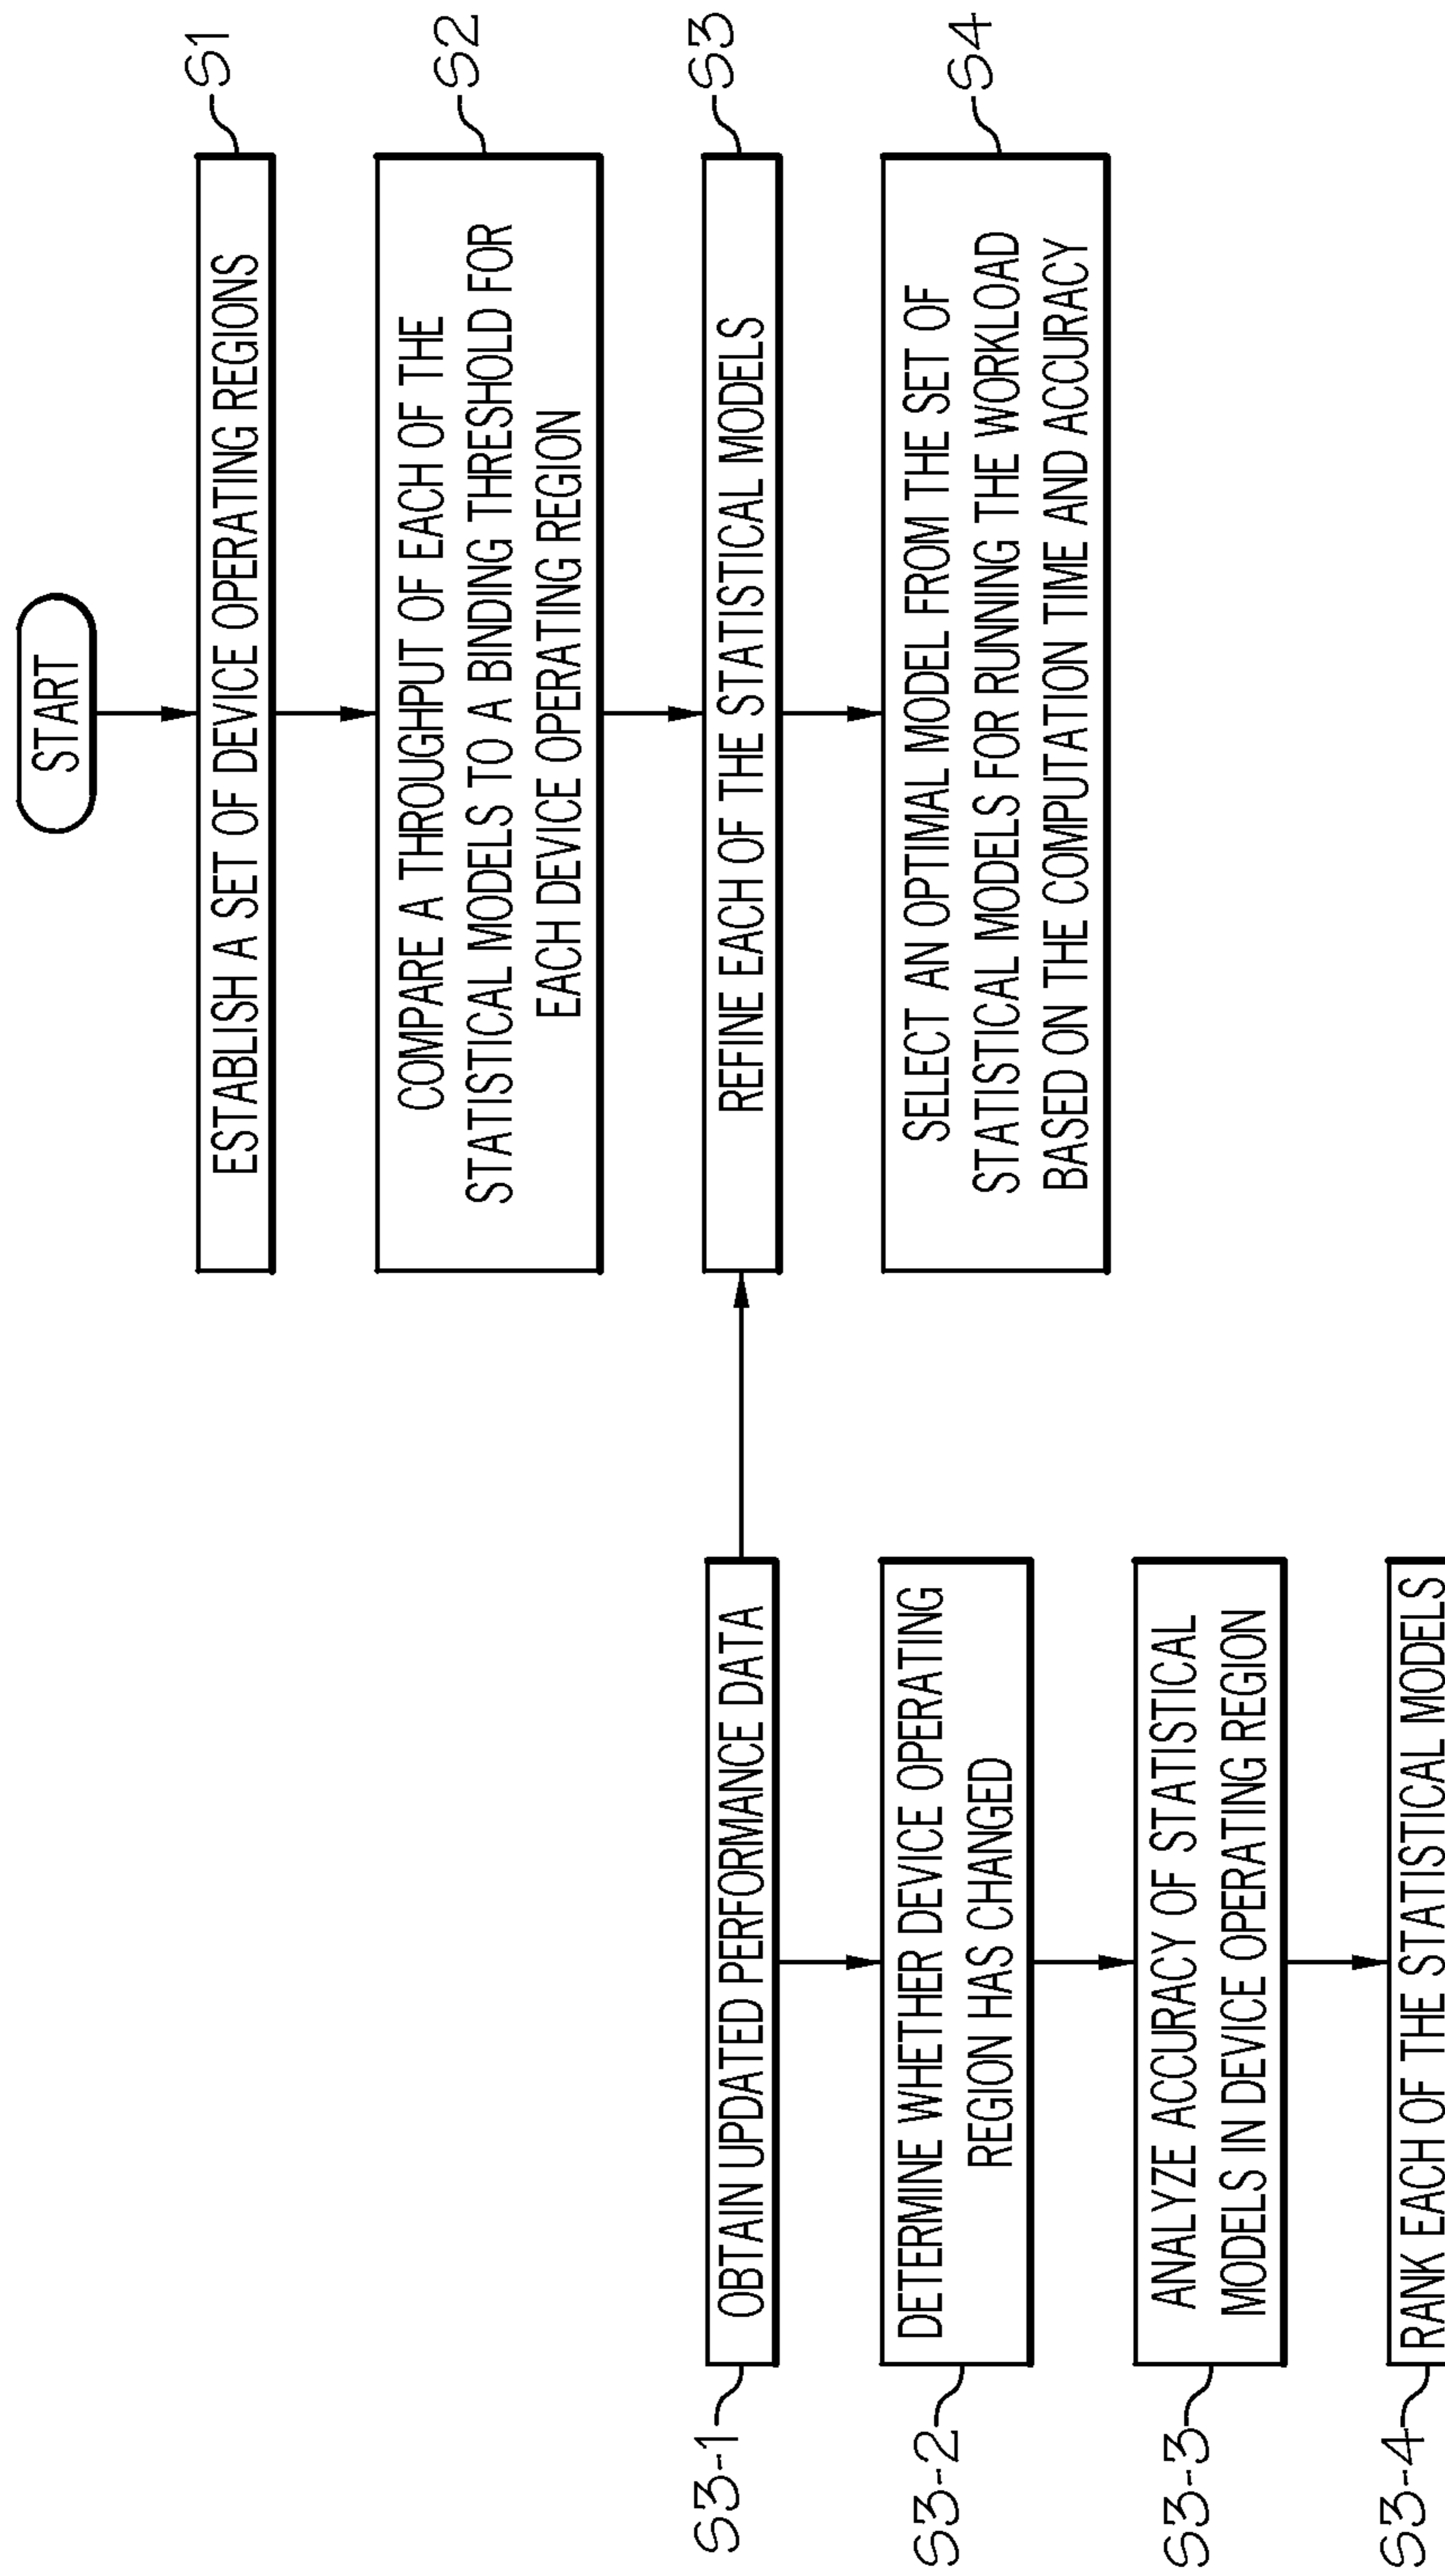 START
ESTABLISH A SET OF DEVICE OPERATING REGIONS
S1
COMPARE A THROUGHPUT OF EACH OF THE
STATISTICAL MODELS TO A BINDING THRESHOLD FOR
EACH DEVICE OPERATING REGION
S2
REFINE EACH OF THE STATISTICAL MODELS
S3
SELECT AN OPTIMAL MODEL FROM THE SET OF
STATISTICAL MODELS FOR RUNNING THE WORKLOAD
BASED ON THE COMPUTATION TIME AND ACCURACY
S4
S3-1
OBTAIN UPDATED PERFORMANCE DATA
S3-2
DETERMINE WHETHER DEVICE OPERATING
REGION HAS CHANGED
S3-3
ANALYZE ACCURACY OF STATISTICAL
MODELS IN DEVICE OPERATING REGION
S3-4
RANK EACH OF THE STATISTICAL MODELS